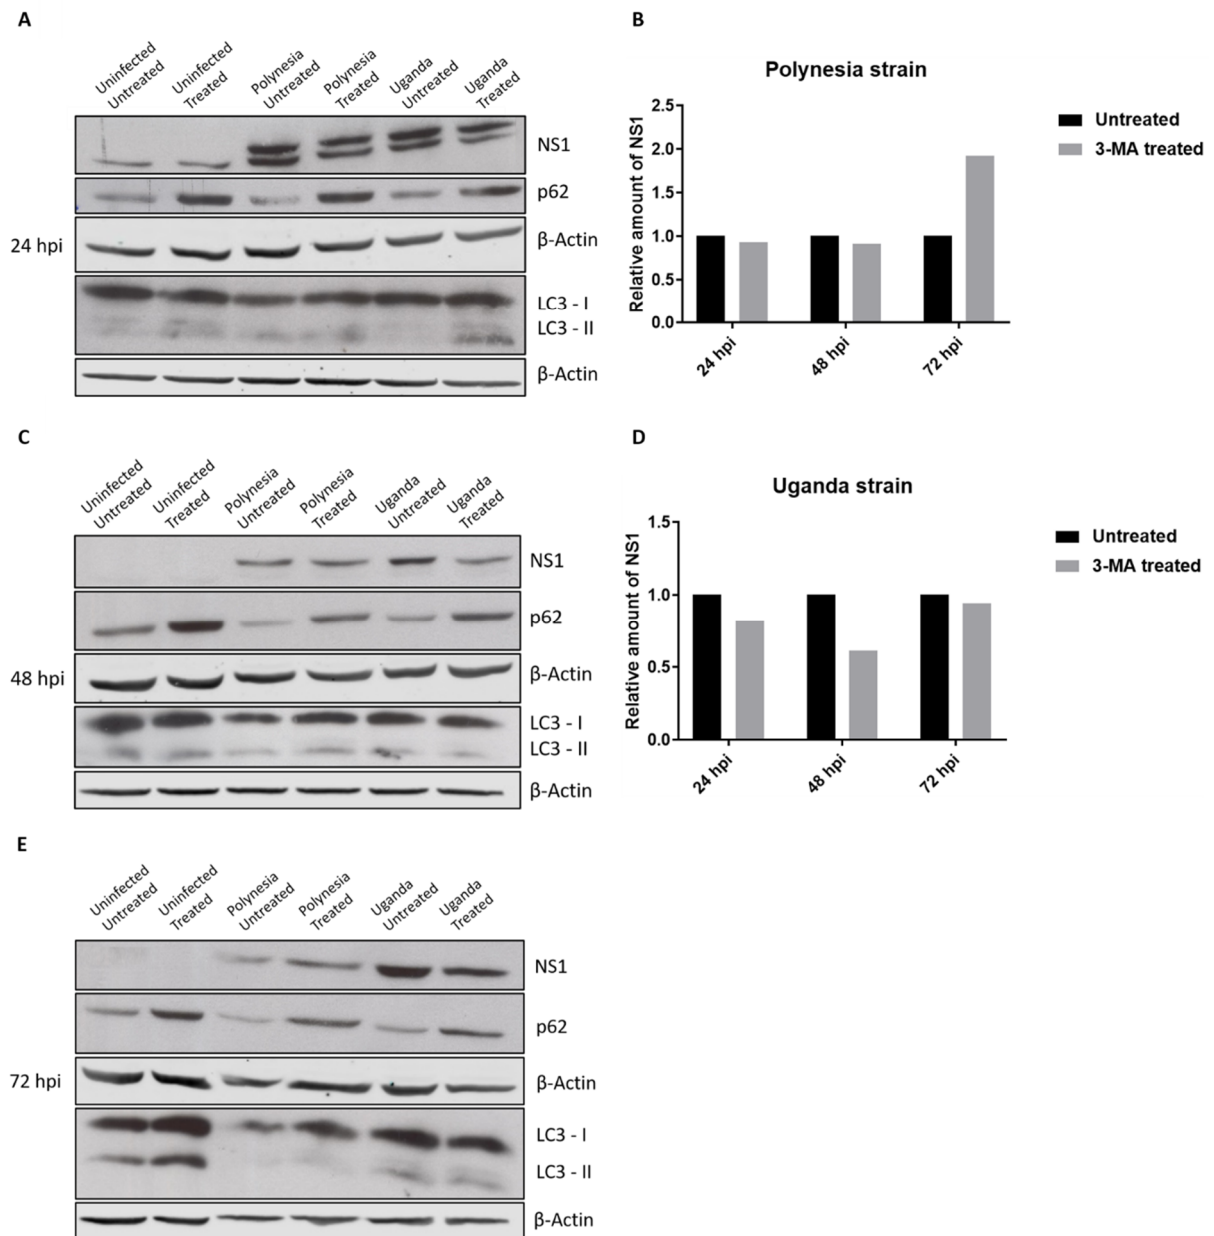 A
Uninfected
Untreated
Uninfected
Treated
Polynesia
Untreated
Polynesia
Treated
Uganda
Untreated
Uganda
Treated
NS1
p62
β-Actin
24 hpi
LC3 - I
LC3 - II
β-Actin
B
Polynesia strain
Relative amount of NS1
2.5
2.0
1.5
1.0
0.5
0.0
24 hpi
48 hpi
72 hpi
Untreated
3-MA treated
C
Uninfected
Untreated
Uninfected
Treated
Polynesia
Untreated
Polynesia
Treated
Uganda
Untreated
Uganda
Treated
NS1
p62
β-Actin
48 hpi
LC3 - I
LC3 - II
β-Actin
D
Uganda strain
Relative amount of NS1
1.5
1.0
0.5
0.0
24 hpi
48 hpi
72 hpi
Untreated
3-MA treated
E
Uninfected
Untreated
Uninfected
Treated
Polynesia
Untreated
Polynesia
Treated
Uganda
Untreated
Uganda
Treated
NS1
p62
72 hpi
β-Actin
LC3 - I
LC3 - II
β-Actin